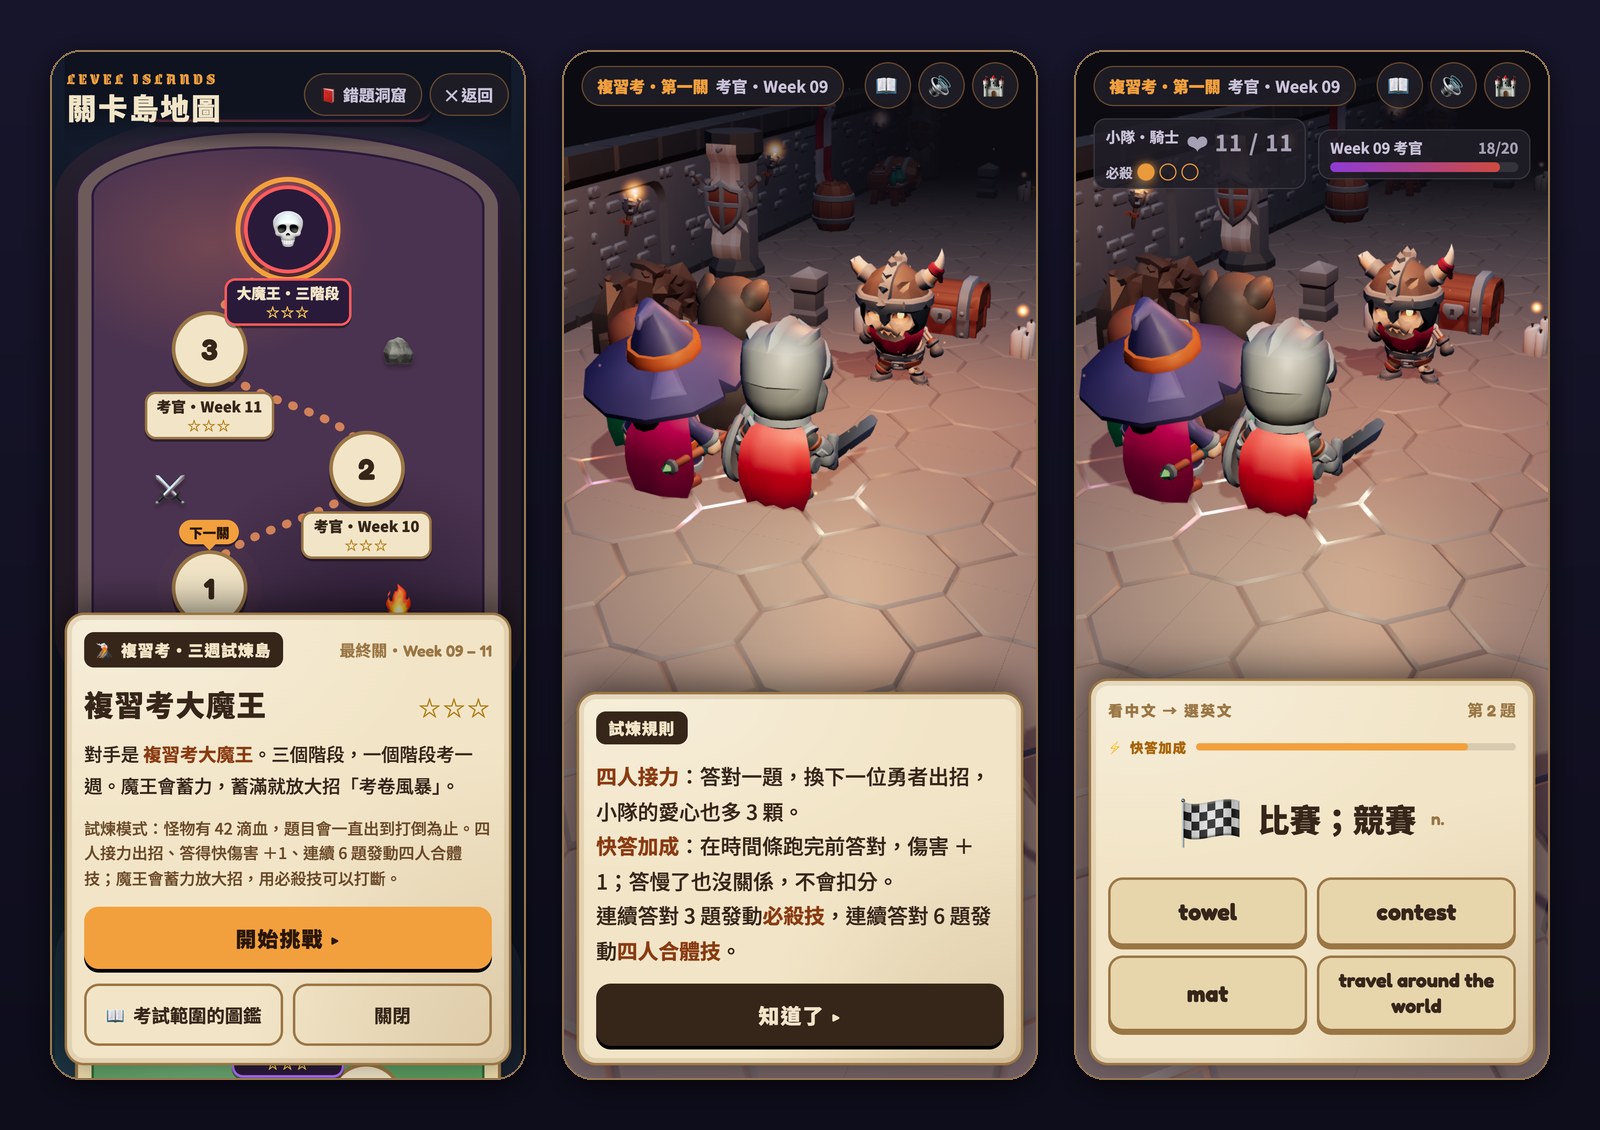 LEVEL ISLANDS
關卡島地圖
錯題洞窟
×返回
大魔王・三階段
☆☆☆
3
考官・Week 11
☆☆☆
2
考官・Week 10
☆☆☆
下一關
1
複習考・三週試煉島
最終關・Week 09 – 11
複習考大魔王
☆☆☆
對手是 複習考大魔王。三個階段，一個階段考一
週。魔王會蓄力，蓄滿就放大招「考卷風暴」。
試煉模式：怪物有 42 滴血，題目會一直出到打倒為止。四
人接力出招、答得快傷害 ＋1、連續 6 題發動四人合體
技；魔王會蓄力放大招，用必殺技可以打斷。
開始挑戰 ▸
考試範圍的圖鑑
關閉
☆☆☆
複習考・第一關 考官・Week 09
試煉規則
四人接力：答對一題，換下一位勇者出招，
小隊的愛心也多 3 顆。
快答加成：在時間條跑完前答對，傷害 ＋
1；答慢了也沒關係，不會扣分。
連續答對 3 題發動必殺技，連續答對 6 題發
動四人合體技。
知道了 ▸
複習考・第一關 考官・Week 09
小隊・騎士 ❤ 11 / 11
必殺
Week 09 考官 18/20
看中文 → 選英文
第 2 題
快答加成
比賽；競賽 n.
towel
contest
mat
travel around the
world